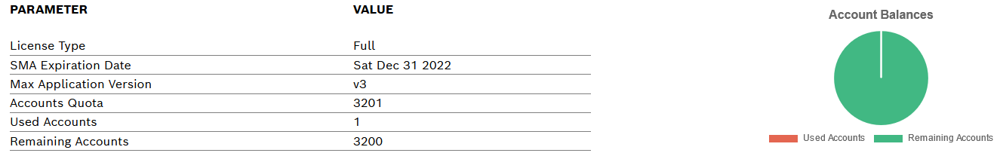 PARAMETER VALUE
License Type Full
SMA Expiration Date Sat Dec 31 2022
Max Application Version v3
Accounts Quota 3201
Used Accounts 1
Remaining Accounts 3200
Account Balances
Used Accounts Remaining Accounts